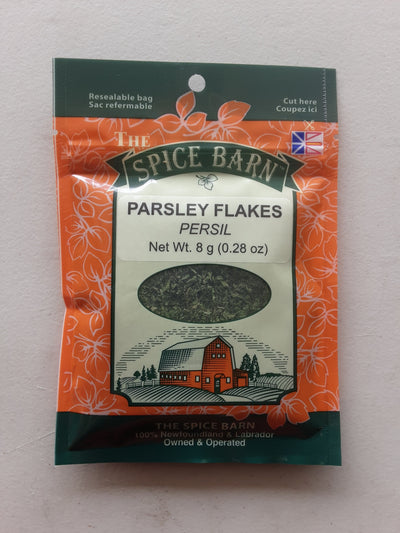 Resealable bag
Sac refermable
Cut here
Coupez ici
THE
SPICE BARN
PARSLEY FLAKES
PERSIL
Net Wt. 8 g (0.28 oz)
THE SPICE BARN
100% Newfoundland & Labrador
Owned & Operated